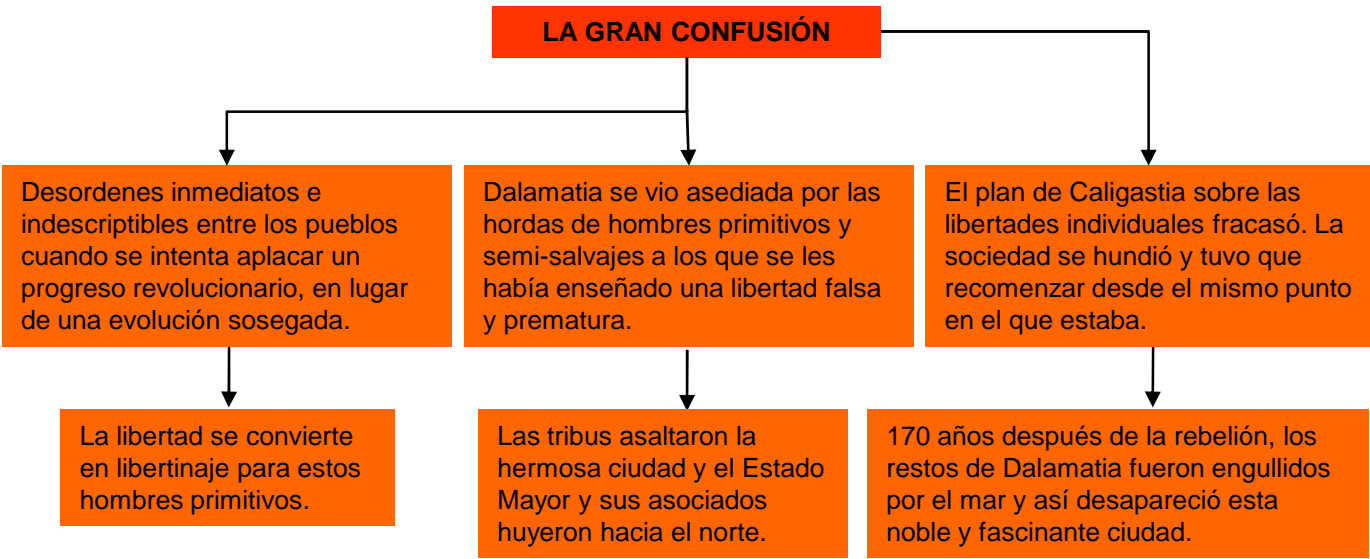 LA GRAN CONFUSIÓN
Desordenes inmediatos e
indescriptibles entre los pueblos
cuando se intenta aplacar un
progreso revolucionario, en lugar
de una evolución sosegada.
Dalamatia se vio asediada por las
hordas de hombres primitivos y
semi-salvajes a los que se les
había enseñado una libertad falsa
y prematura.
El plan de Caligastia sobre las
libertades individuales fracasó. La
sociedad se hundió y tuvo que
recomenzar desde el mismo punto
en el que estaba.
La libertad se convierte
en libertinaje para estos
hombres primitivos.
Las tribus asaltaron la
hermosa ciudad y el Estado
Mayor y sus asociados
huyeron hacia el norte.
170 años después de la rebelión, los
restos de Dalamatia fueron engullidos
por el mar y así desapareció esta
noble y fascinante ciudad.